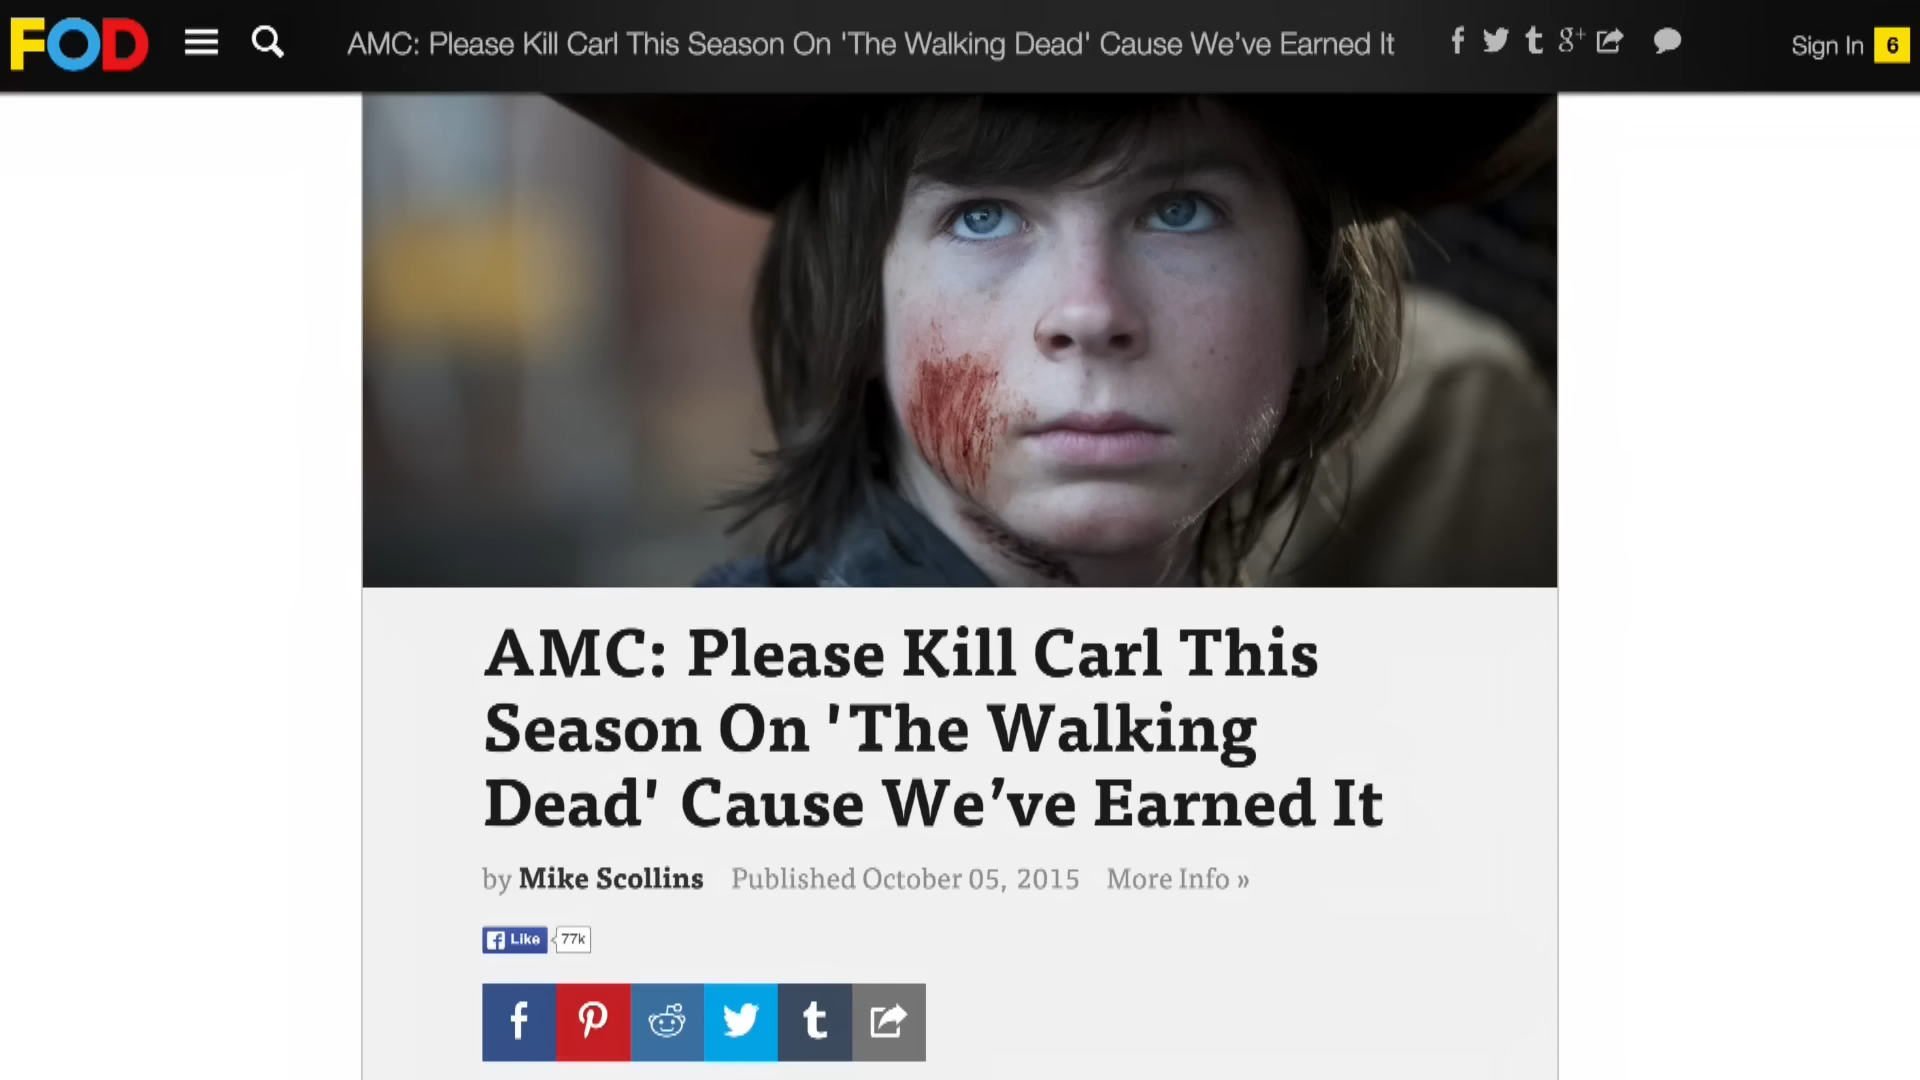 FOD
AMC: Please Kill Carl This Season On 'The Walking Dead' Cause We’ve Earned It
f t g+
Sign In 6
AMC: Please Kill Carl This
Season On 'The Walking
Dead' Cause We’ve Earned It
by Mike Scollins Published October 05, 2015 More Info »
f Like 77k
f t